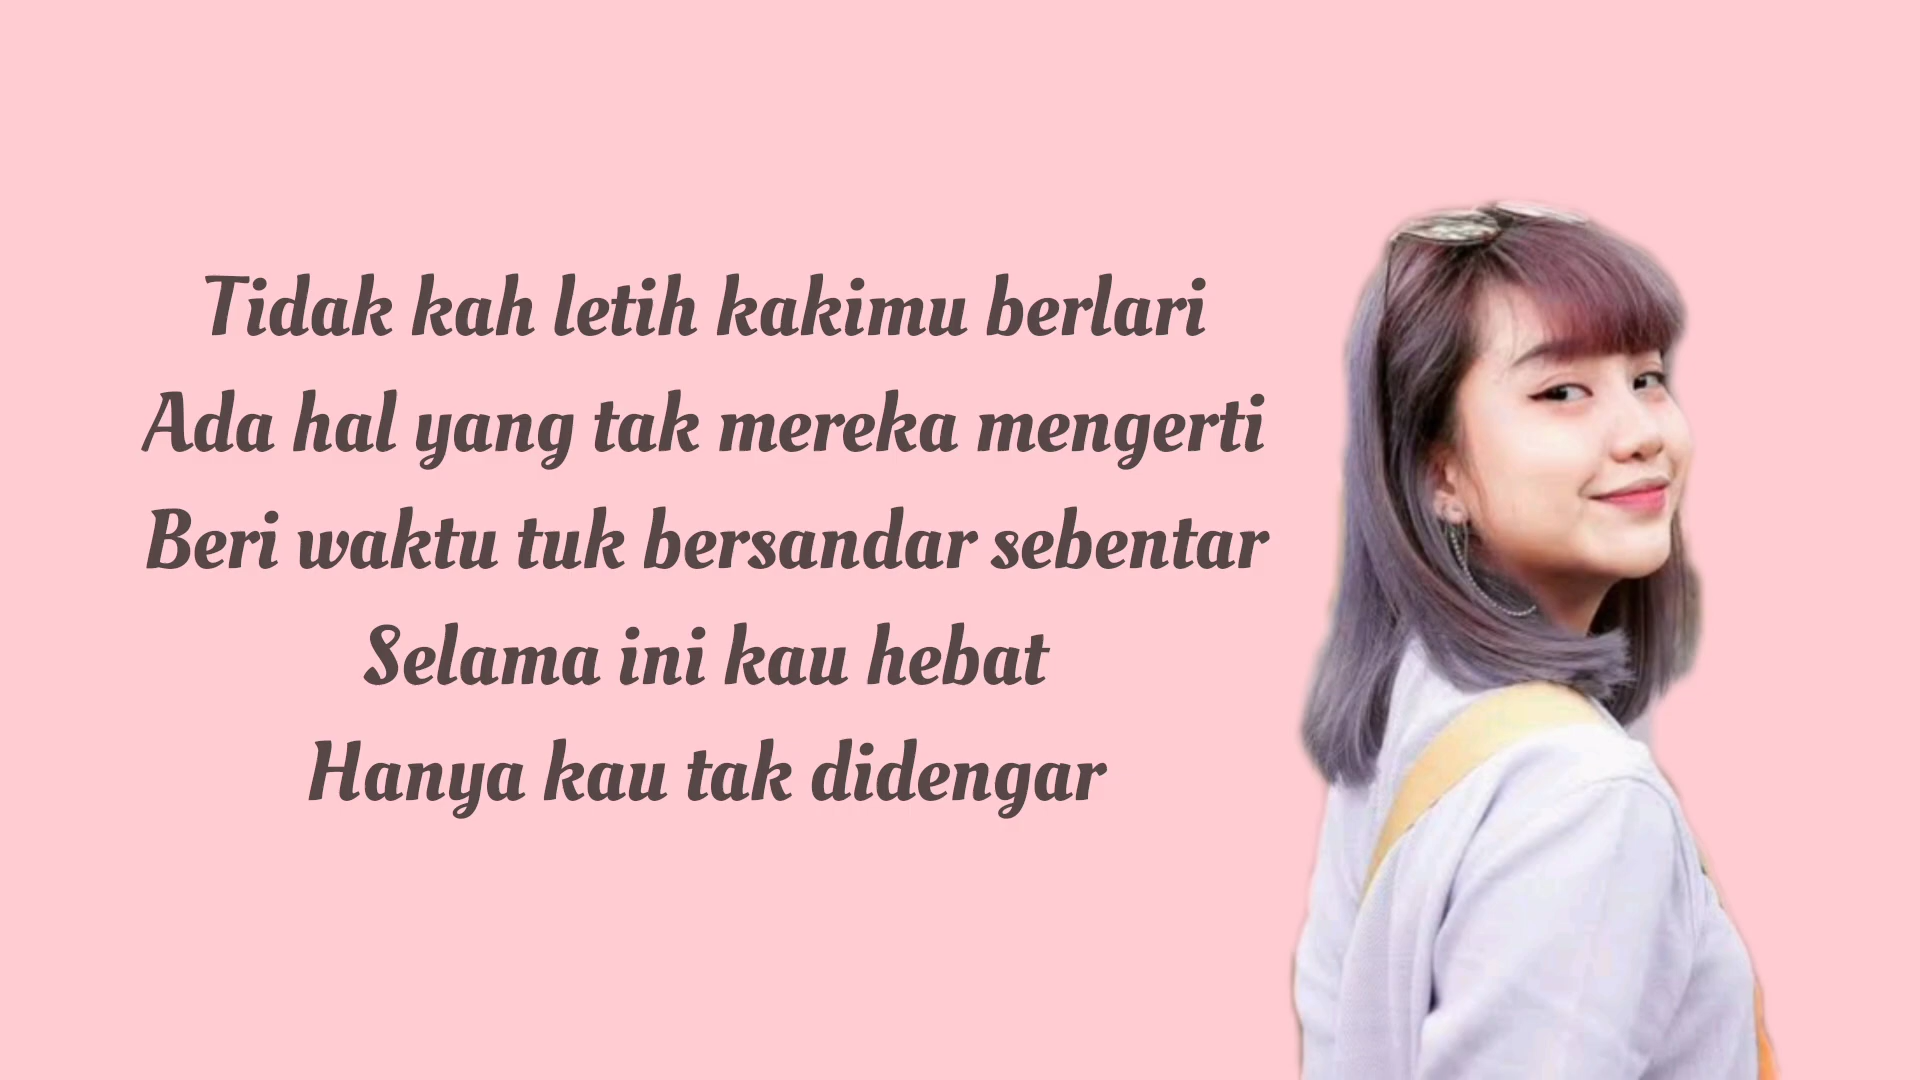 Tidak kah letih kakimu berlari
Ada hal yang tak mereka mengerti
Beri waktu tuk bersandar sebentar
Selama ini kau hebat
Hanya kau tak didengar